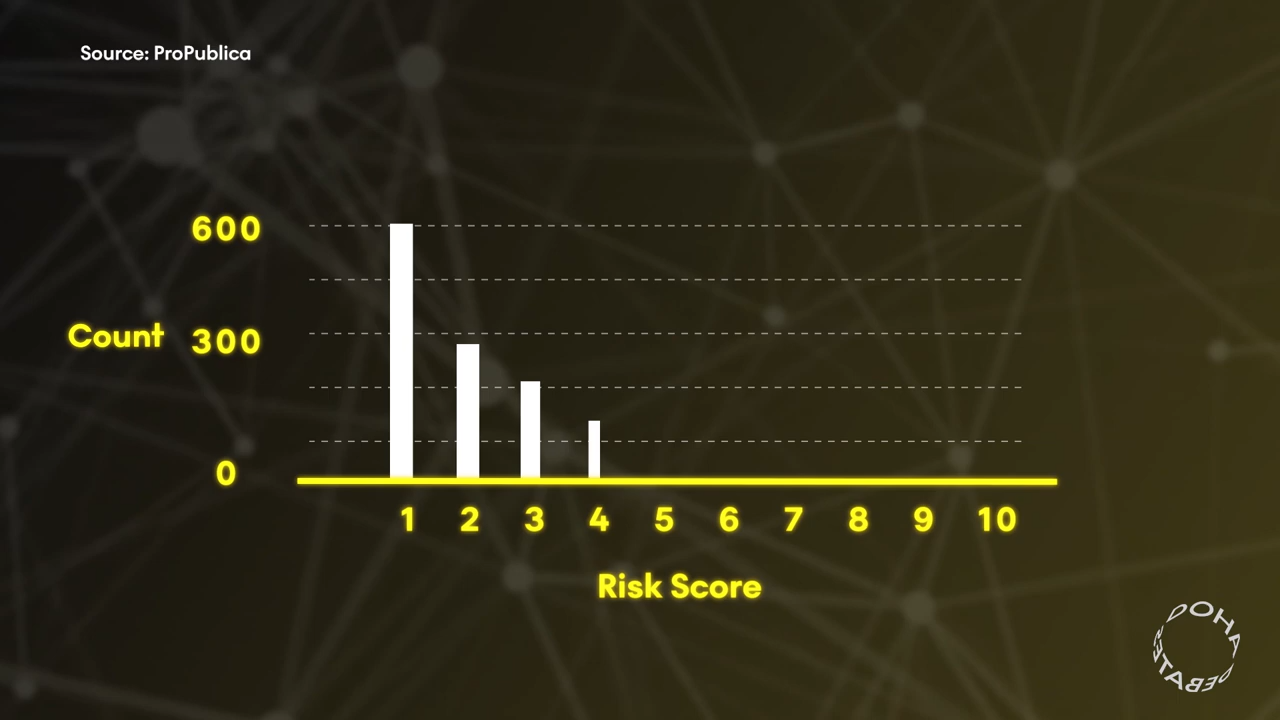 Source: ProPublica
600
Count
300
0
1 2 3 4 5 6 7 8 9 10
Risk Score
DOHA DEBATES